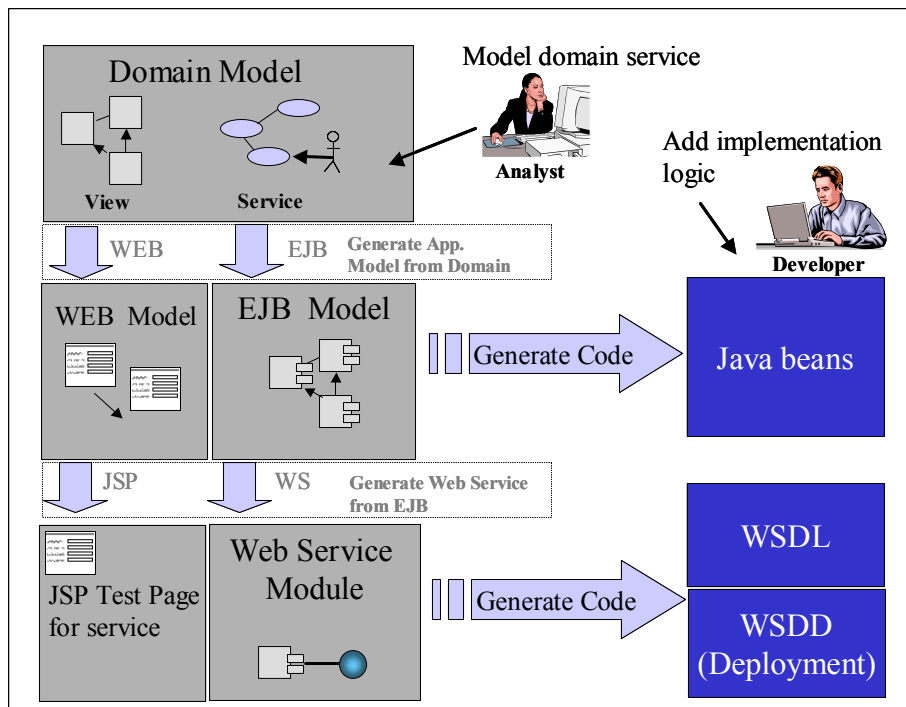 Domain Model
View
Service
Model domain service
Analyst
Add implementation
logic
Developer
WEB
EJB
Generate App.
Model from Domain
WEB Model
EJB Model
Generate Code
Java beans
JSP
WS
Generate Web Service
from EJB
JSP Test Page
for service
Web Service
Module
Generate Code
WSDL
WSDD
(Deployment)